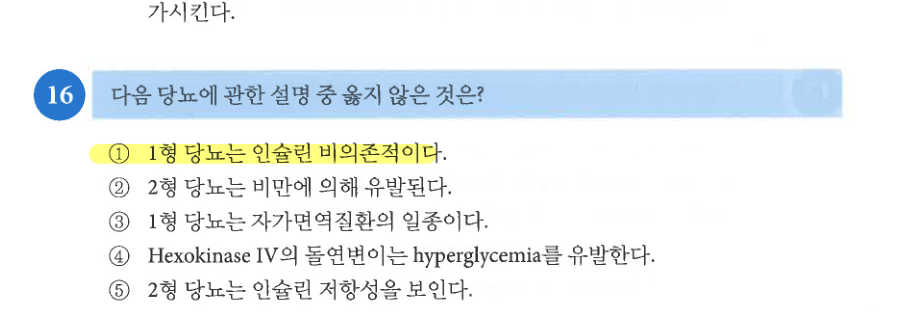 가시킨다.
16 다음 당뇨에 관한 설명 중 옳지 않은 것은?
① 1형 당뇨는 인슐린 비의존적이다.
② 2형 당뇨는 비만에 의해 유발된다.
③ 1형 당뇨는 자가면역질환의 일종이다.
④ Hexokinase IV의 돌연변이는 hyperglycemia를 유발한다.
⑤ 2형 당뇨는 인슐린 저항성을 보인다.